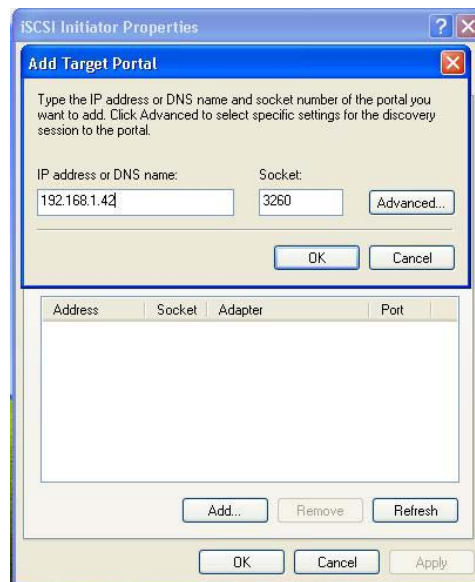 iSCSI Initiator Properties
Add Target Portal
Type the IP address or DNS name and socket number of the portal you
want to add. Click Advanced to select specific settings for the discovery
session to the portal.
IP address or DNS name: Socket:
192.168.1.42 3260 Advanced...
OK Cancel
Address Socket Adapter Port
Add... Remove Refresh
OK Cancel Apply